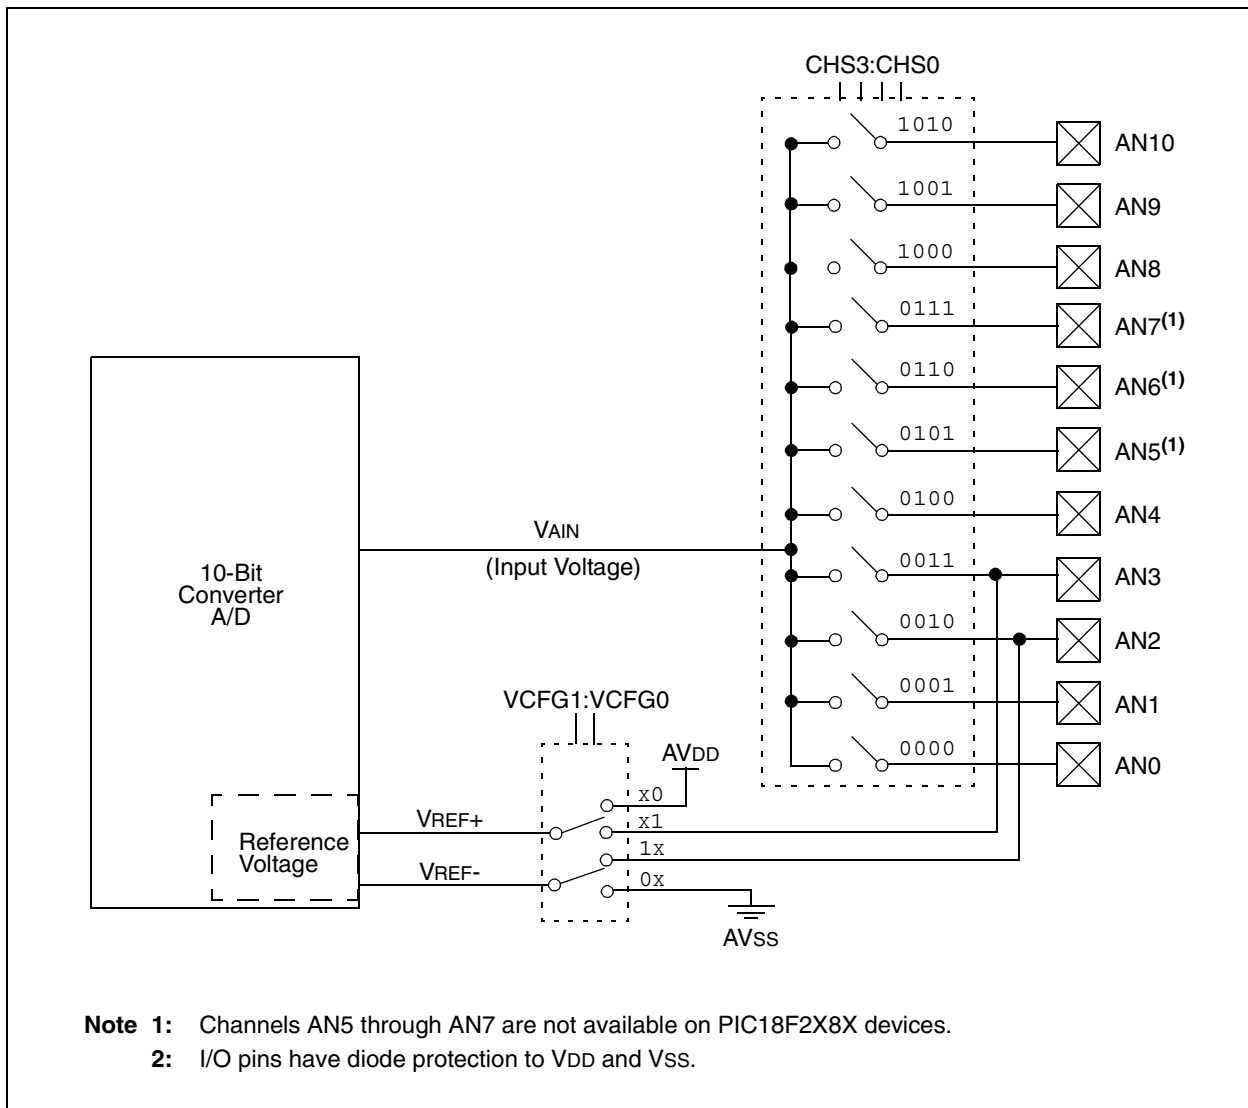 CHS3:CHS0
1010
AN10
1001
AN9
1000
AN8
0111
AN7(1)
0110
AN6(1)
0101
AN5(1)
0100
AN4
VAIN
(Input Voltage)
0011
AN3
10-Bit
Converter
A/D
0010
AN2
VCFG1:VCFG0
0001
AN1
AVDD
0000
AN0
x0
VREF+
x1
Reference
Voltage
1x
VREF-
0x
AVSS
Note 1: Channels AN5 through AN7 are not available on PIC18F2X8X devices.
2: I/O pins have diode protection to VDD and VSS.